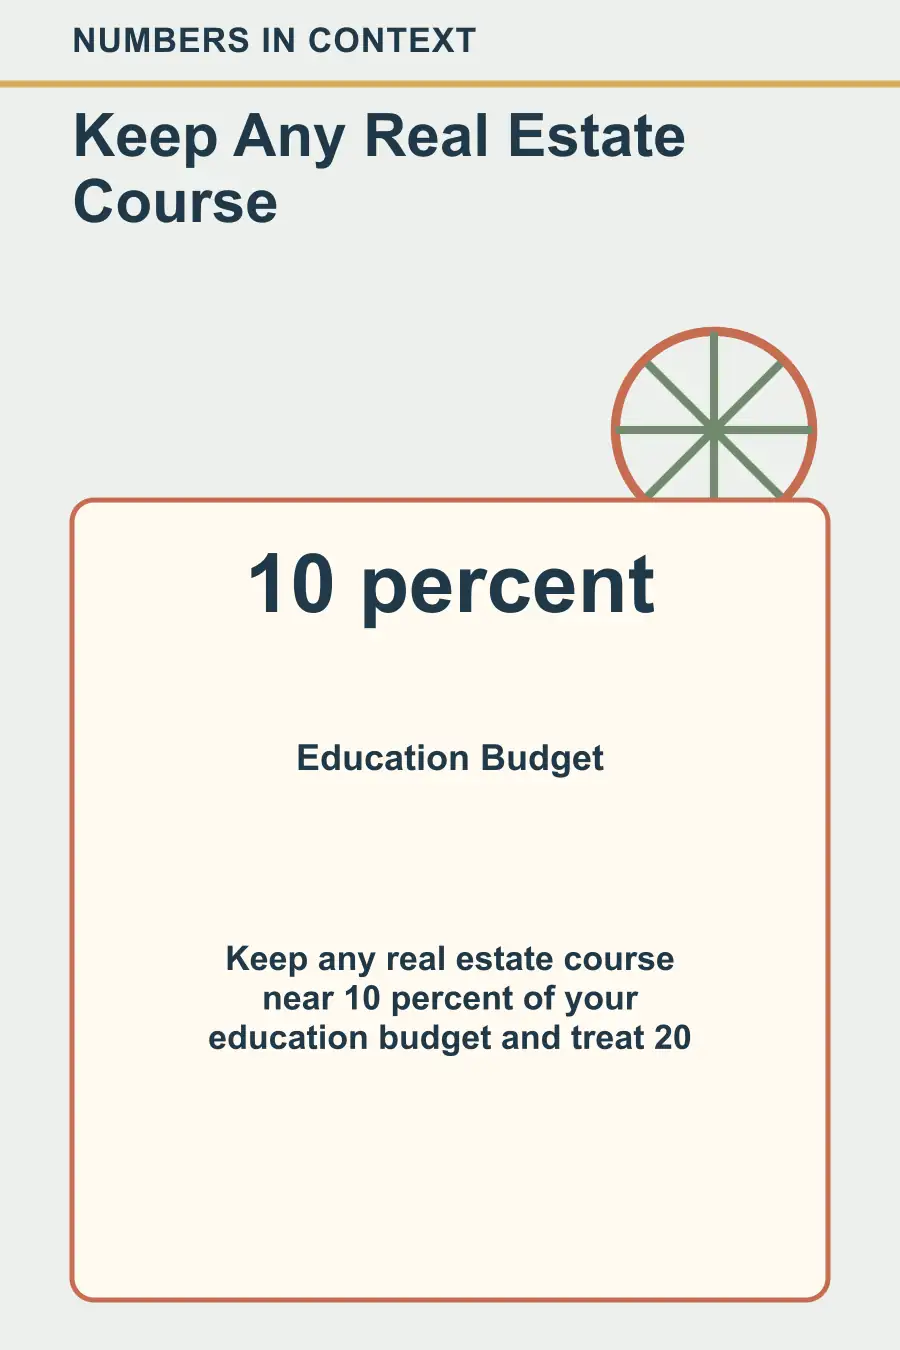 NUMBERS IN CONTEXT
Keep Any Real Estate
Course
10 percent
Education Budget
Keep any real estate course
near 10 percent of your
education budget and treat 20